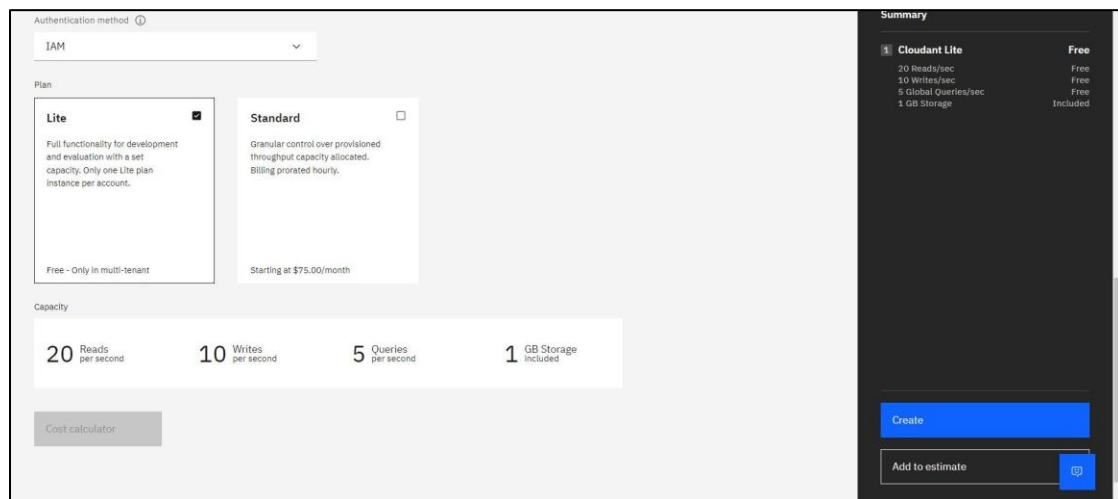 Authentication method
IAM
Plan
Lite
Full functionality for development
and evaluation with a set
capacity. Only one Lite plan
instance per account.
Free - Only in multi-tenant
Standard
Granular control over provisioned
throughput capacity allocated.
Billing prorated hourly.
Starting at $75.00/month
Capacity
20 Reads per second
10 Writes per second
5 Queries per second
1 GB Storage Included
Cost calculator
Summary
1 Cloudant Lite Free
20 Reads/sec Free
10 Writes/sec Free
5 Global Queries/sec Free
1 GB Storage Included
Create
Add to estimate